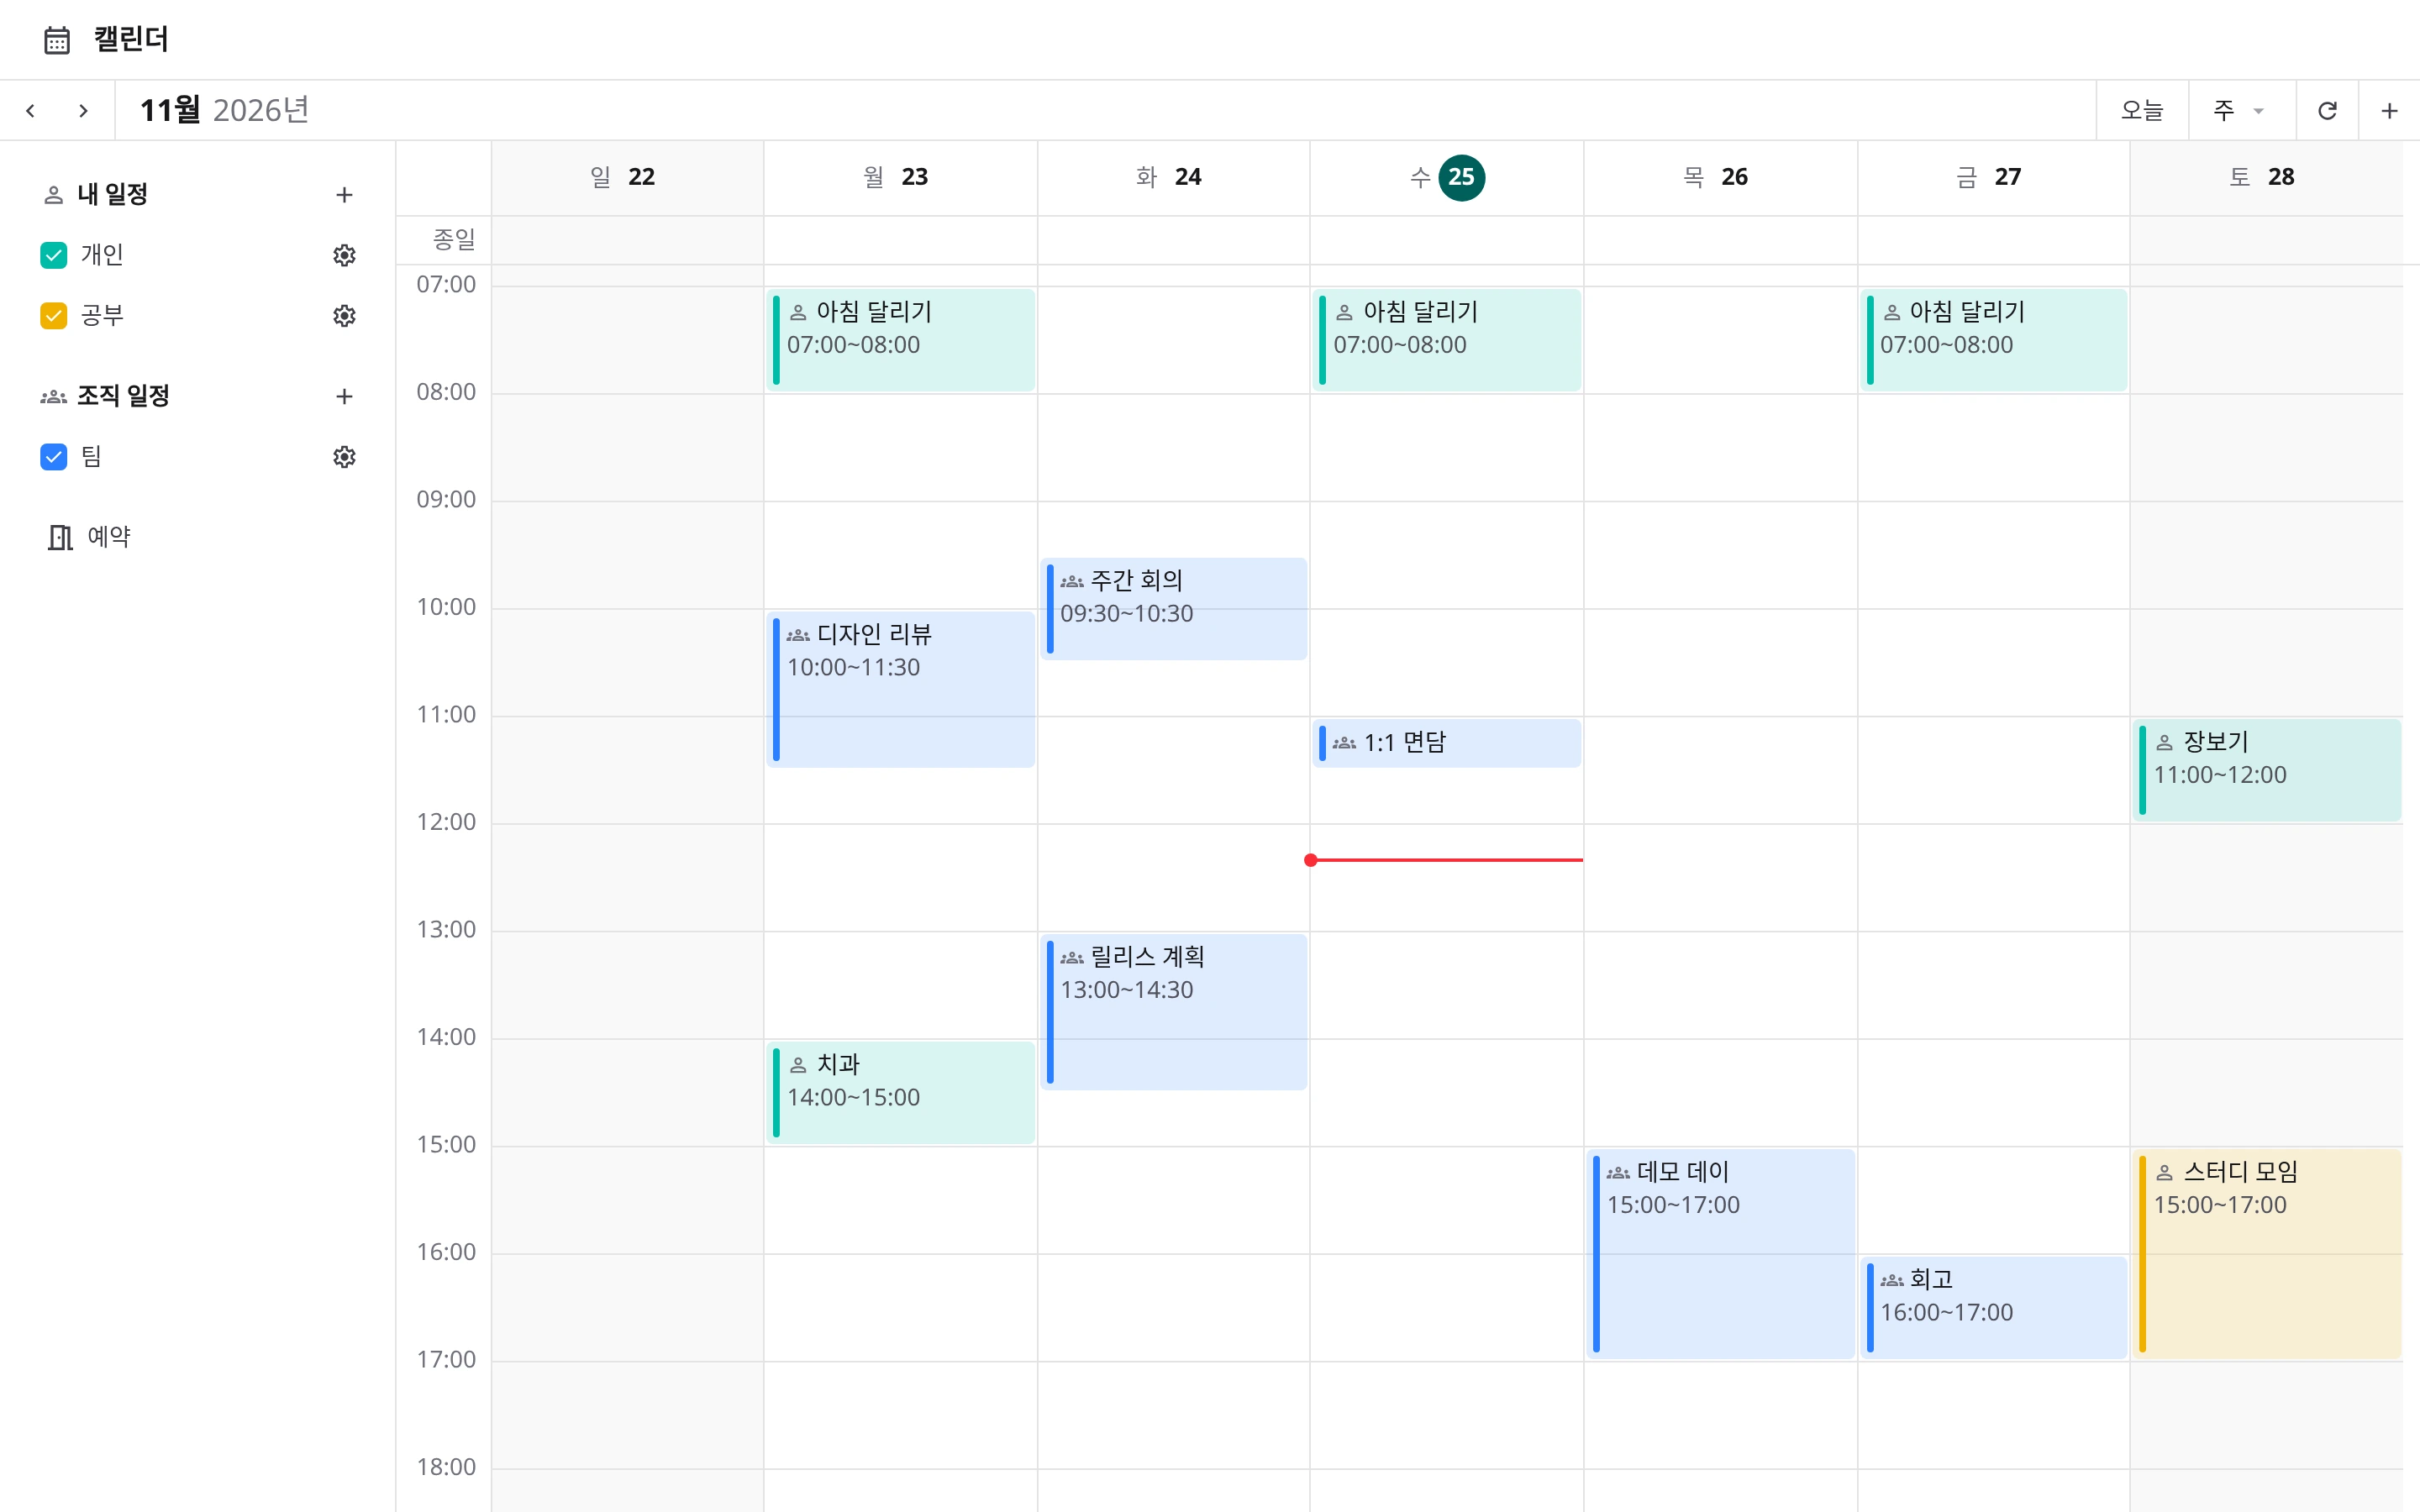 캘린더
11월 2026년
오늘
주
내 일정
개인
공부
조직 일정
팀
예약
일 22
월 23
화 24
수 25
목 26
금 27
토 28
종일
07:00
08:00
09:00
10:00
11:00
12:00
13:00
14:00
15:00
16:00
17:00
18:00
아침 달리기
07:00~08:00
디자인 리뷰
10:00~11:30
치과
14:00~15:00
주간 회의
09:30~10:30
릴리스 계획
13:00~14:30
아침 달리기
07:00~08:00
1:1 면담
데모 데이
15:00~17:00
아침 달리기
07:00~08:00
회고
16:00~17:00
장보기
11:00~12:00
스터디 모임
15:00~17:00